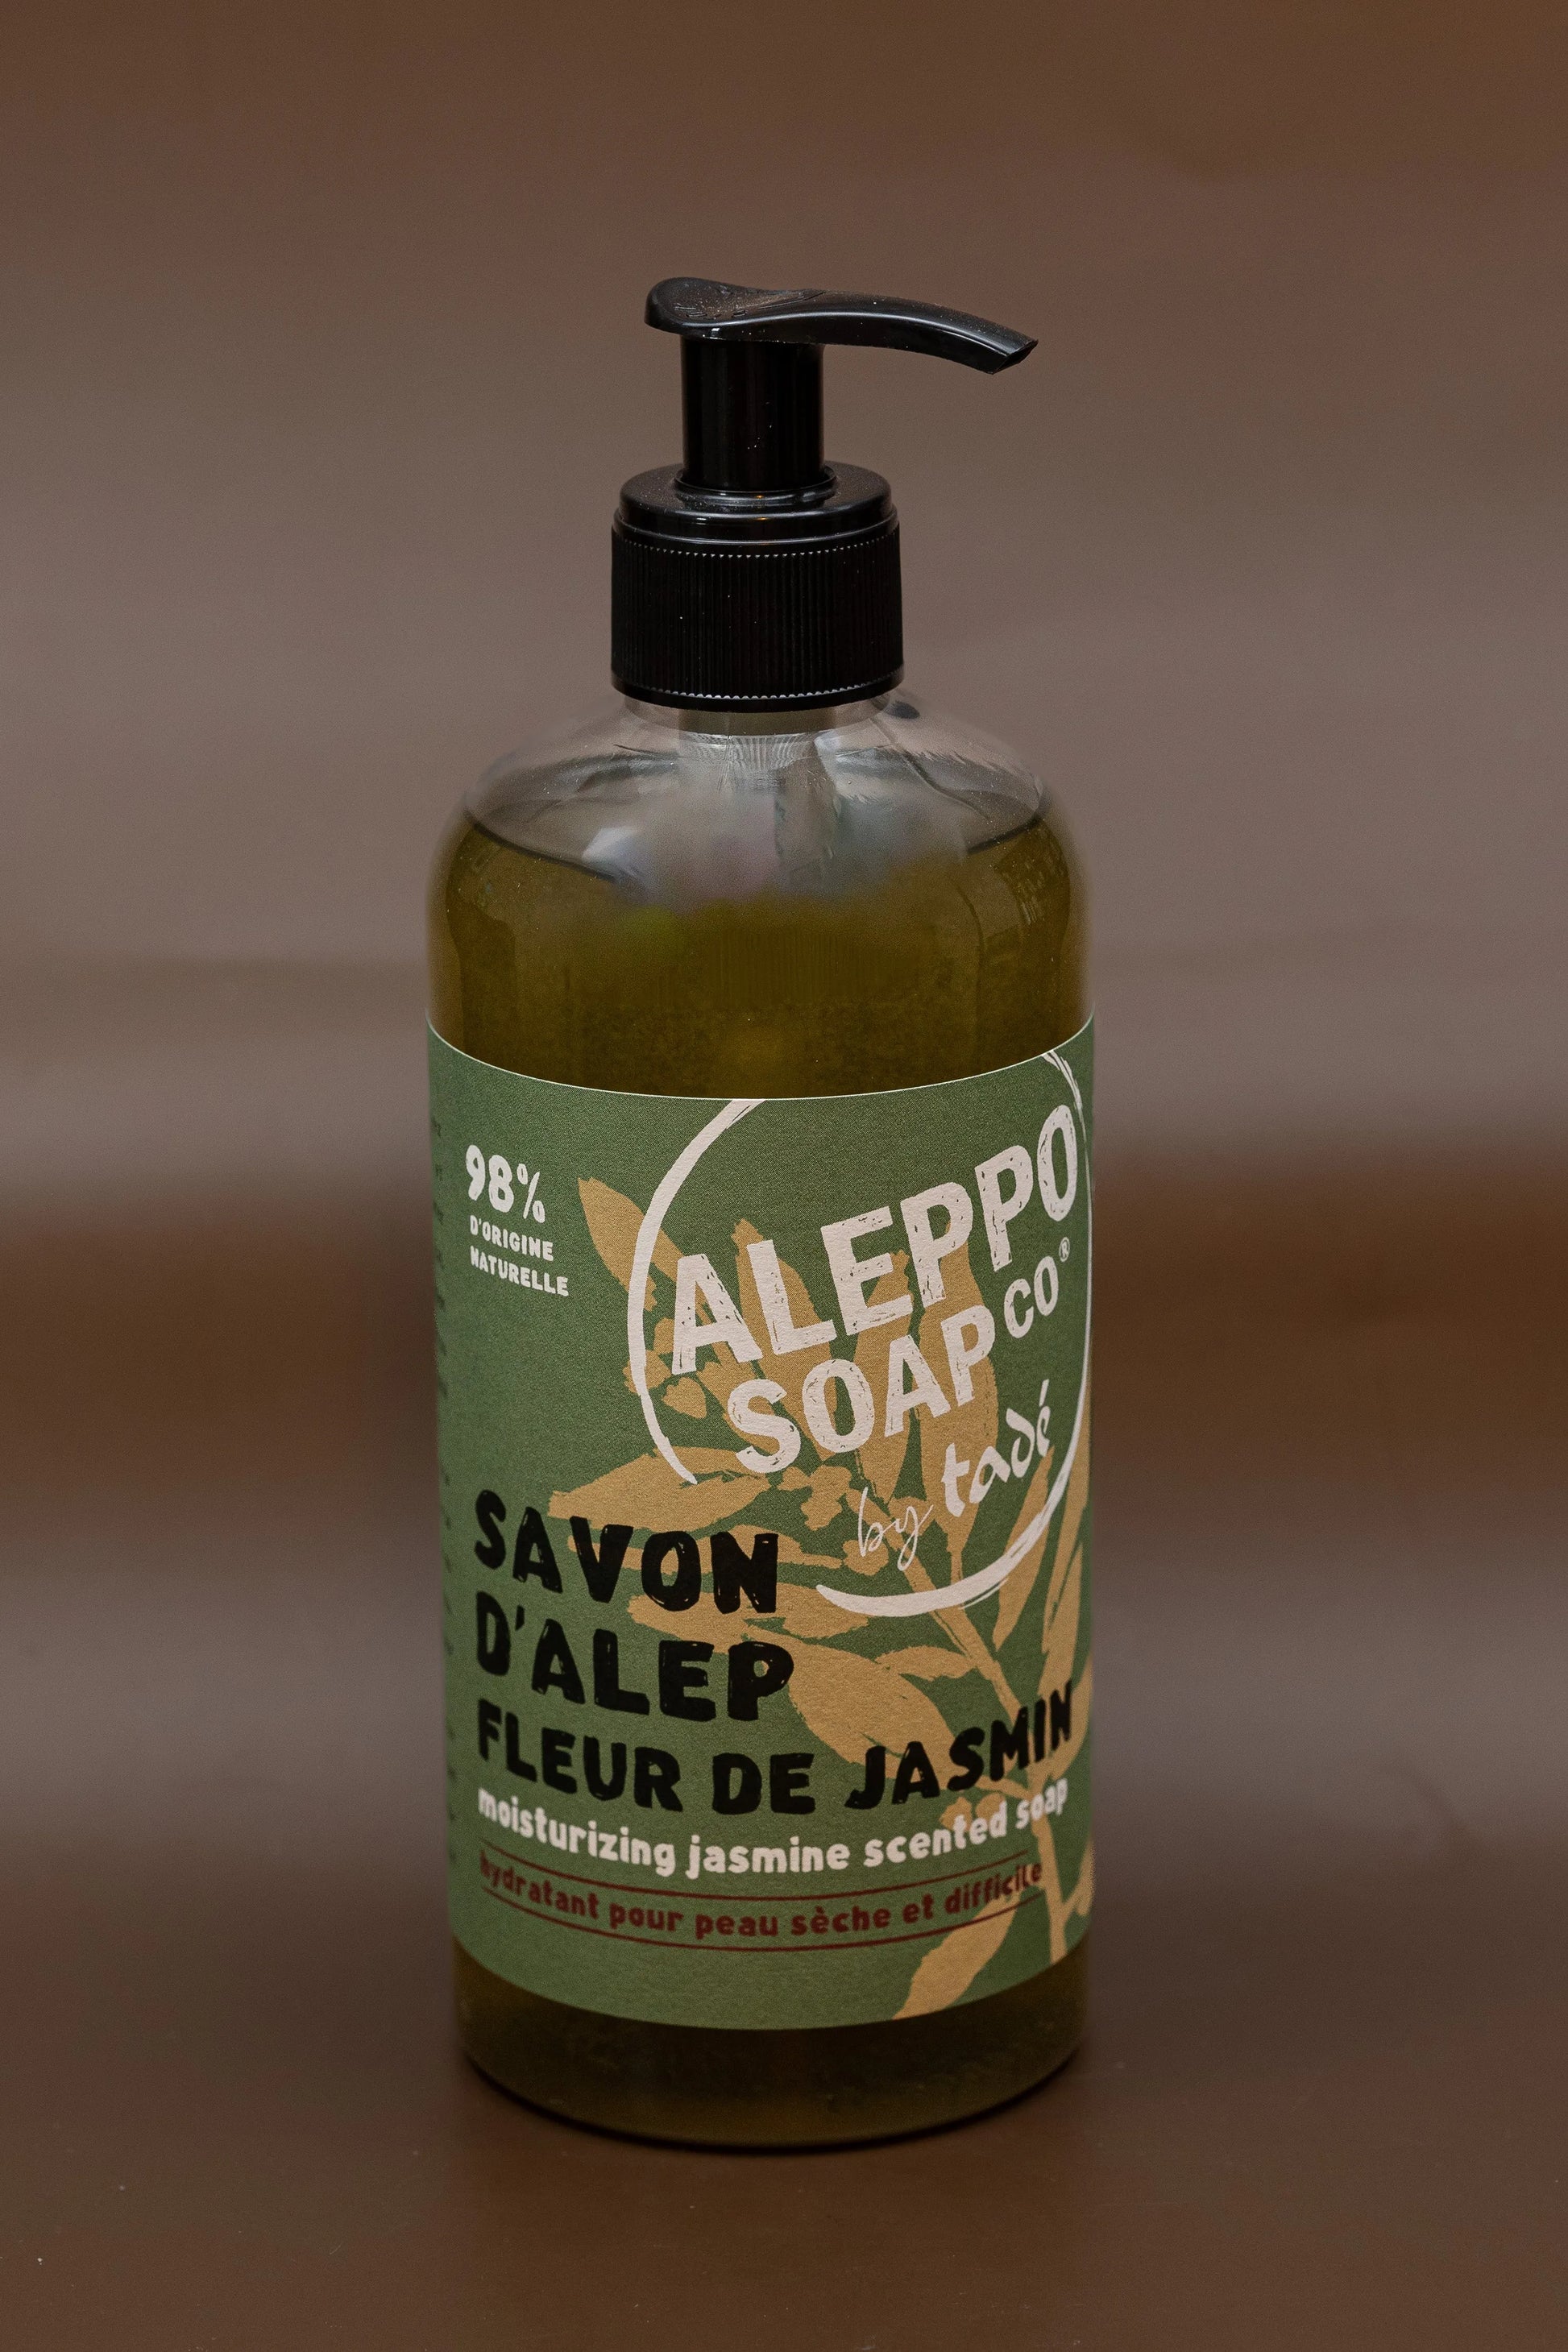 98%
D'ORIGINE
NATURELLE
ALEPPO
SOAP CO®
by tadé
SAVON
D'ALEP
FLEUR DE JASMIN
moisturizing jasmine scented soap
hydratant pour peau sèche et difficile